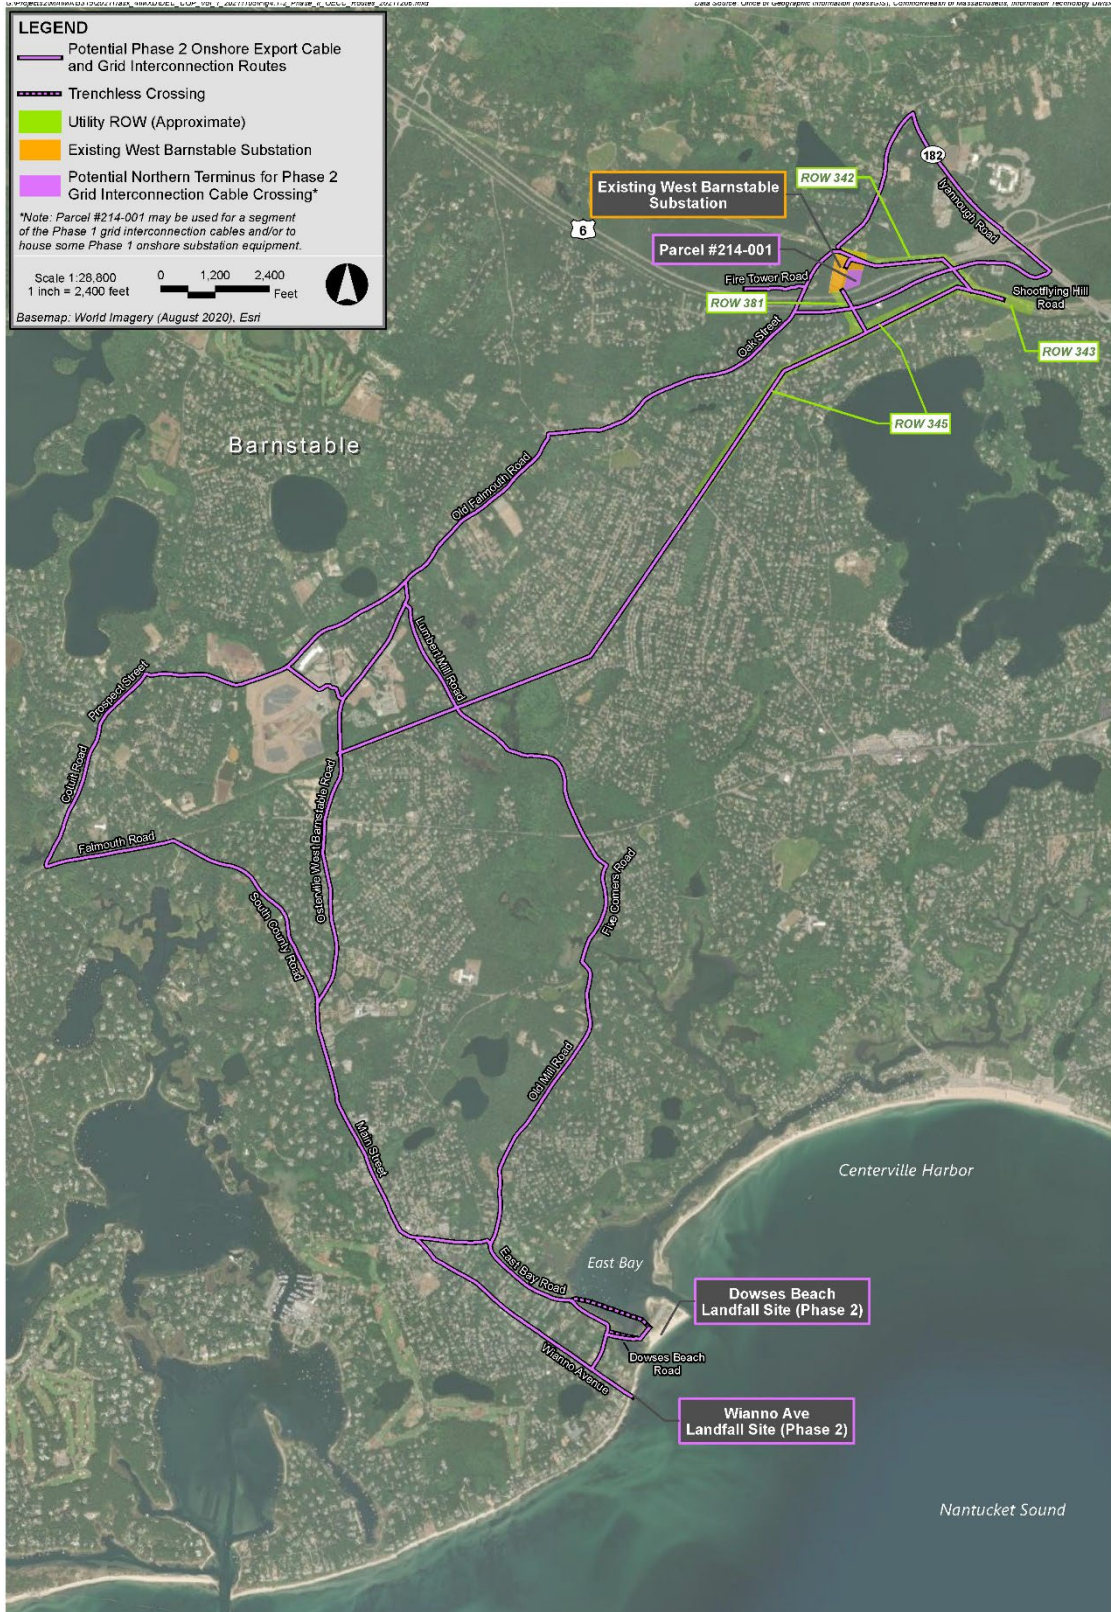 LEGEND
Potential Phase 2 Onshore Export Cable
and Grid Interconnection Routes
Trenchless Crossing
Utility ROW (Approximate)
Existing West Barnstable Substation
Potential Northern Terminus for Phase 2
Grid Interconnection Cable Crossing*
*Note: Parcel #214-001 may be used for a segment
of the Phase 1 grid interconnection cables and/or to
house some Phase 1 onshore substation equipment.
Scale 1:28,800
1 inch = 2,400 feet
0 1,200 2,400
Feet
Basemap: World Imagery (August 2020), Esri
182
Iyannough Road
ROW 342
Existing West Barnstable
Substation
6
Parcel #214-001
Fire Tower Road
ROW 381
Shootflying Hill
Road
Oak Street
ROW 343
ROW 345
Barnstable
Old Falmouth Road
Lumbert Mill Road
Prospect Street
Cotuit Road
Osterville West Barnstable Road
Falmouth Road
South County Road
Five Corners Road
Old Mill Road
Main Street
Centerville Harbor
East Bay
East Bay Road
Dowses Beach
Landfall Site (Phase 2)
Dowses Beach
Road
Wianno Avenue
Wianno Ave
Landfall Site (Phase 2)
Nantucket Sound